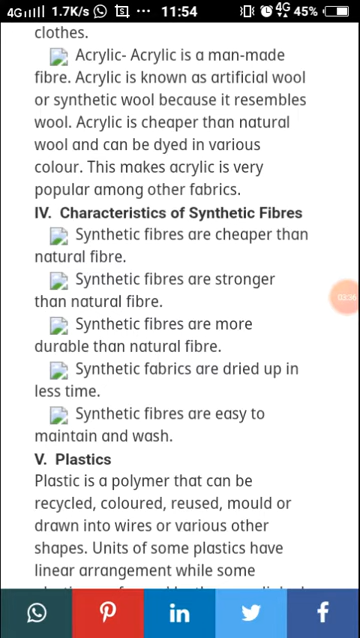 4G 1.7K/s 11:54 4G 45%
clothes.
Acrylic- Acrylic is a man-made
fibre. Acrylic is known as artificial wool
or synthetic wool because it resembles
wool. Acrylic is cheaper than natural
wool and can be dyed in various
colour. This makes acrylic is very
popular among other fabrics.
IV. Characteristics of Synthetic Fibres
Synthetic fibres are cheaper than
natural fibre.
Synthetic fibres are stronger
than natural fibre.
Synthetic fibres are more
durable than natural fibre.
Synthetic fabrics are dried up in
less time.
Synthetic fibres are easy to
maintain and wash.
V. Plastics
Plastic is a polymer that can be
recycled, coloured, reused, mould or
drawn into wires or various other
shapes. Units of some plastics have
linear arrangement while some